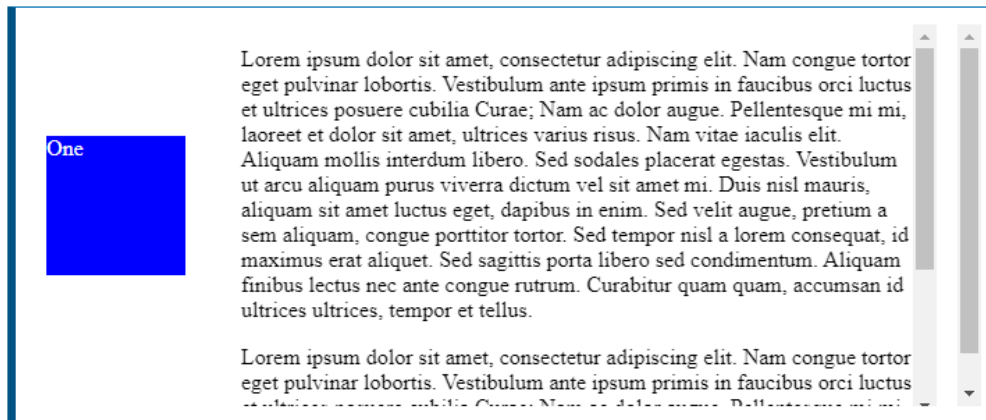 One
Lorem ipsum dolor sit amet, consectetur adipiscing elit. Nam congue tortor
eget pulvinar lobortis. Vestibulum ante ipsum primis in faucibus orci luctus
et ultrices posuere cubilia Curae; Nam ac dolor augue. Pellentesque mi mi,
laoreet et dolor sit amet, ultrices varius risus. Nam vitae iaculis elit.
Aliquam mollis interdum libero. Sed sodales placerat egestas. Vestibulum
ut arcu aliquam purus viverra dictum vel sit amet mi. Duis nisl mauris,
aliquam sit amet luctus eget, dapibus in enim. Sed velit augue, pretium a
sem aliquam, congue porttitor tortor. Sed tempor nisl a lorem consequat, id
maximus erat aliquet. Sed sagittis porta libero sed condimentum. Aliquam
finibus lectus nec ante congue rutrum. Curabitur quam quam, accumsan id
ultrices ultrices, tempor et tellus.
Lorem ipsum dolor sit amet, consectetur adipiscing elit. Nam congue tortor
eget pulvinar lobortis. Vestibulum ante ipsum primis in faucibus orci luctus